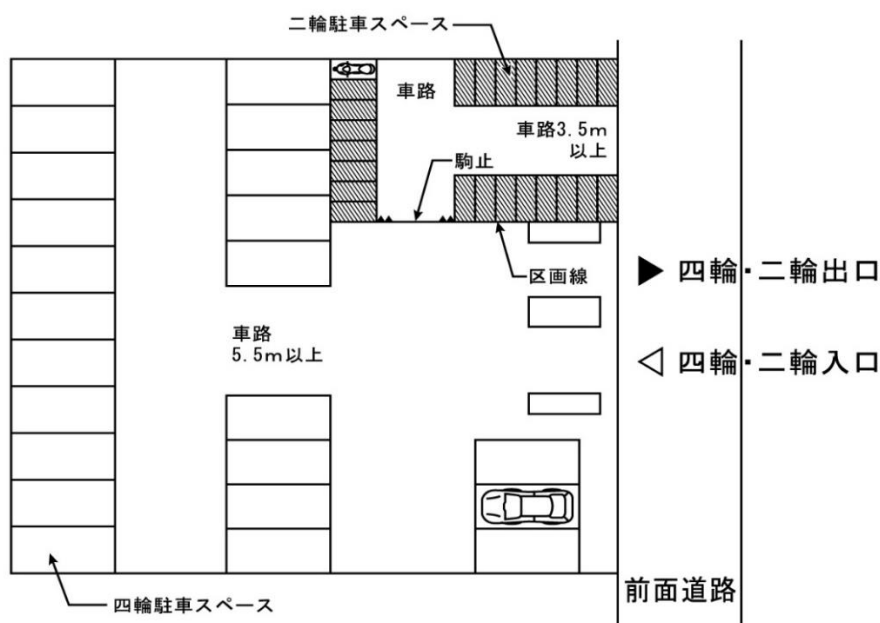 二輪駐車スペース
車路
車路3.5m
以上
駒止
区画線
四輪・二輪出口
車路
5.5m以上
四輪・二輪入口
四輪駐車スペース
前面道路